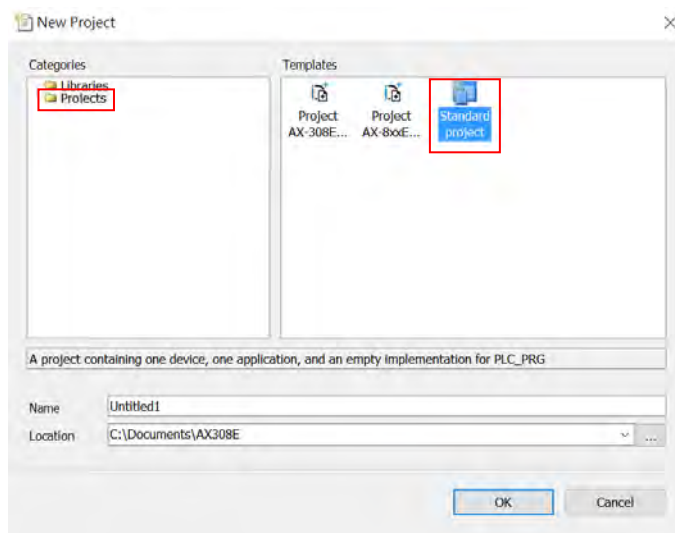 New Project
Categories
Templates
Libraries
Projects
Project
AX-308E...
Project
AX-8xxE...
Standard
project
A project containing one device, one application, and an empty implementation for PLC_PRG
Name
Untitled1
Location
C:\Documents\AX308E
...
OK
Cancel